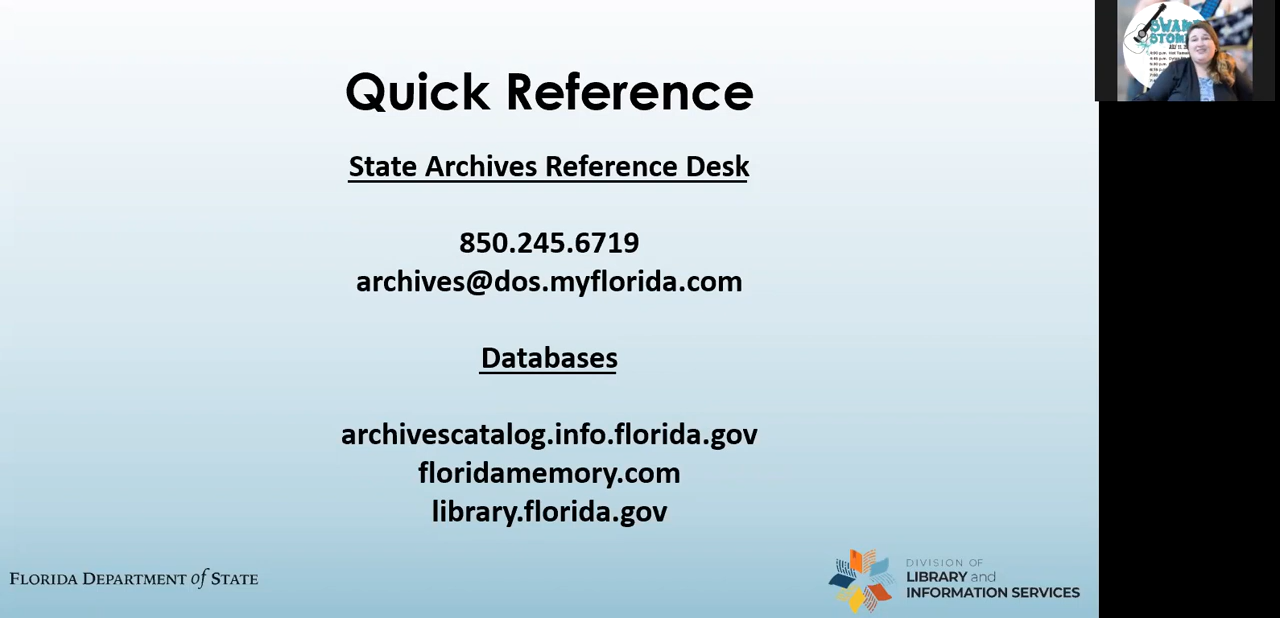 Quick Reference
State Archives Reference Desk
850.245.6719
archives@dos.myflorida.com
Databases
archivescatalog.info.florida.gov
floridamemory.com
library.florida.gov
FLORIDA DEPARTMENT of STATE
DIVISION OF
LIBRARY and
INFORMATION SERVICES